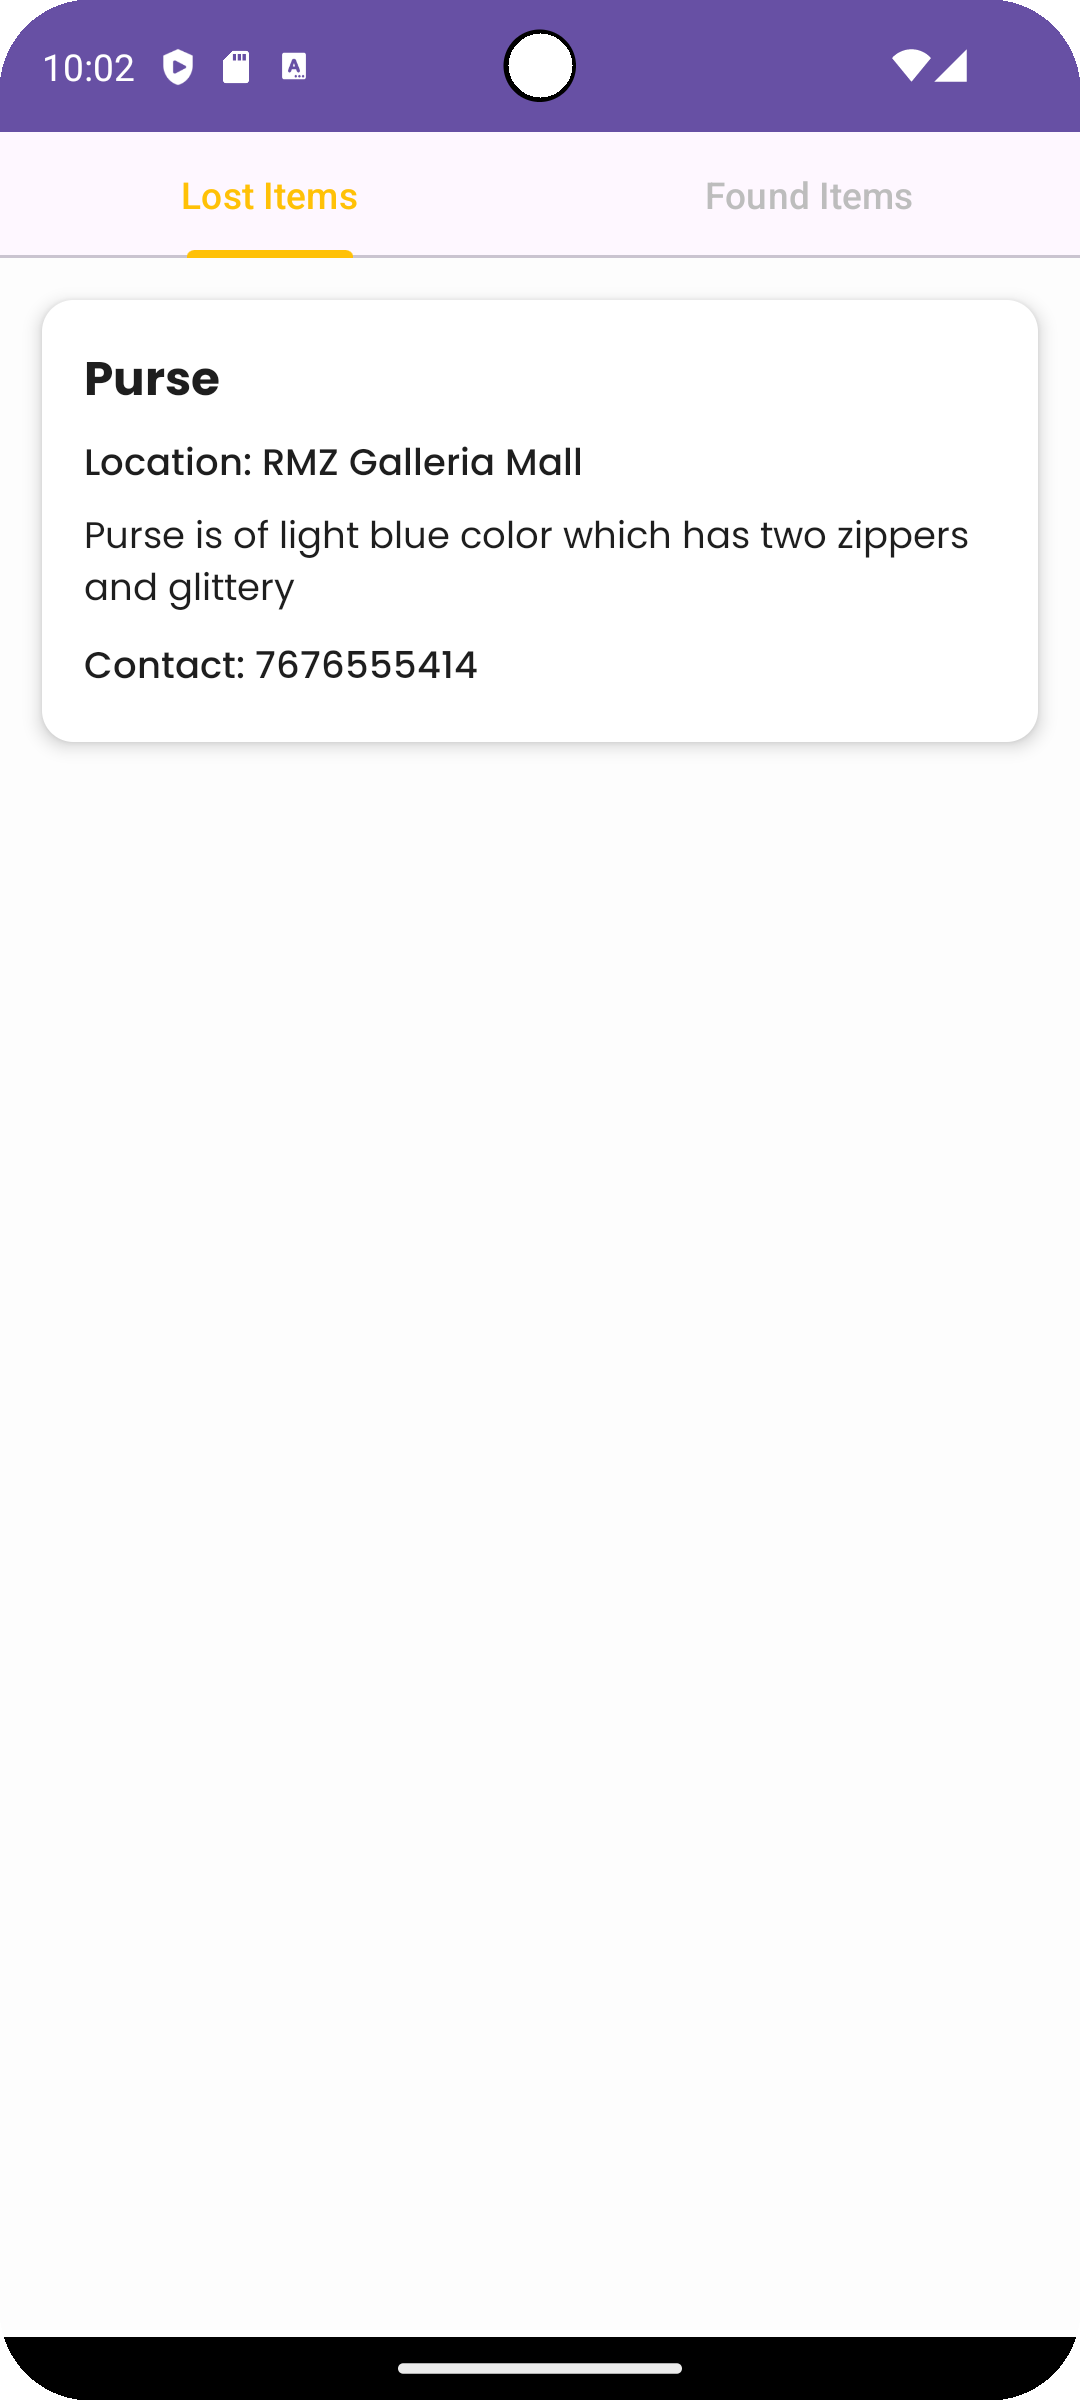 10:02
Lost Items
Found Items
Purse
Location: RMZ Galleria Mall
Purse is of light blue color which has two zippers
and glittery
Contact: 7676555414